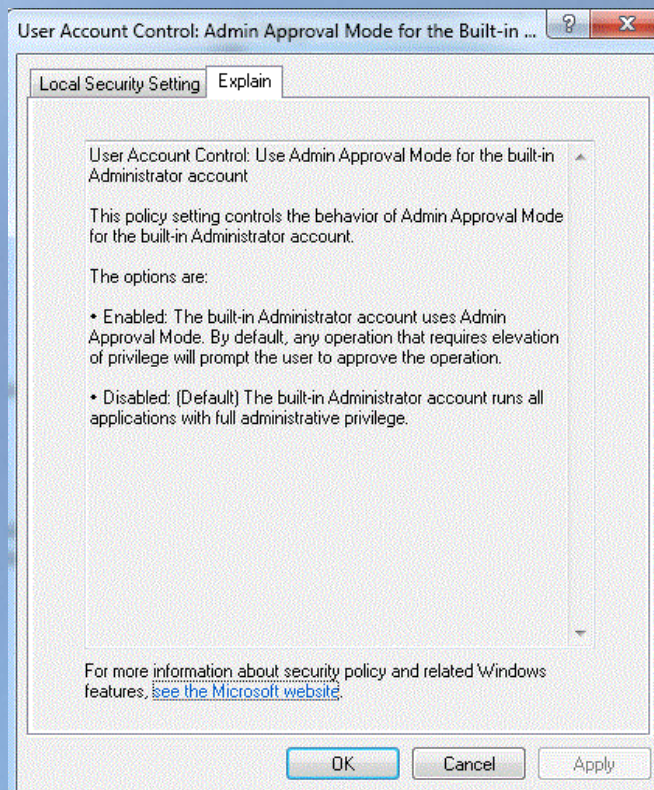 User Account Control: Admin Approval Mode for the Built-in ...
Local Security Setting
Explain
User Account Control: Use Admin Approval Mode for the built-in
Administrator account
This policy setting controls the behavior of Admin Approval Mode
for the built-in Administrator account.
The options are:
• Enabled: The built-in Administrator account uses Admin
Approval Mode. By default, any operation that requires elevation
of privilege will prompt the user to approve the operation.
• Disabled: (Default) The built-in Administrator account runs all
applications with full administrative privilege.
For more information about security policy and related Windows
features, see the Microsoft website.
OK
Cancel
Apply